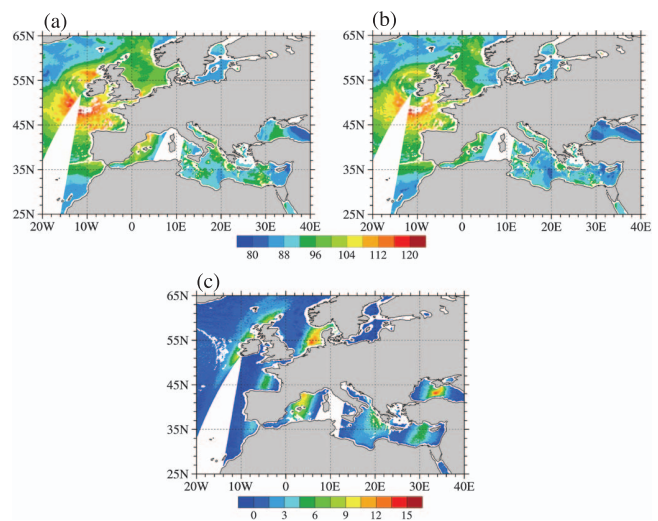 (a) (b)
65N 65N
55N 55N
45N 45N
35N 35N
25N 25N
20W 10W 0 10E 20E 30E 40E 20W 10W 0 10E 20E 30E 40E
80 88 96 104 112 120
(c)
65N
55N
45N
35N
25N
20W 10W 0 10E 20E 30E 40E
0 3 6 9 12 15